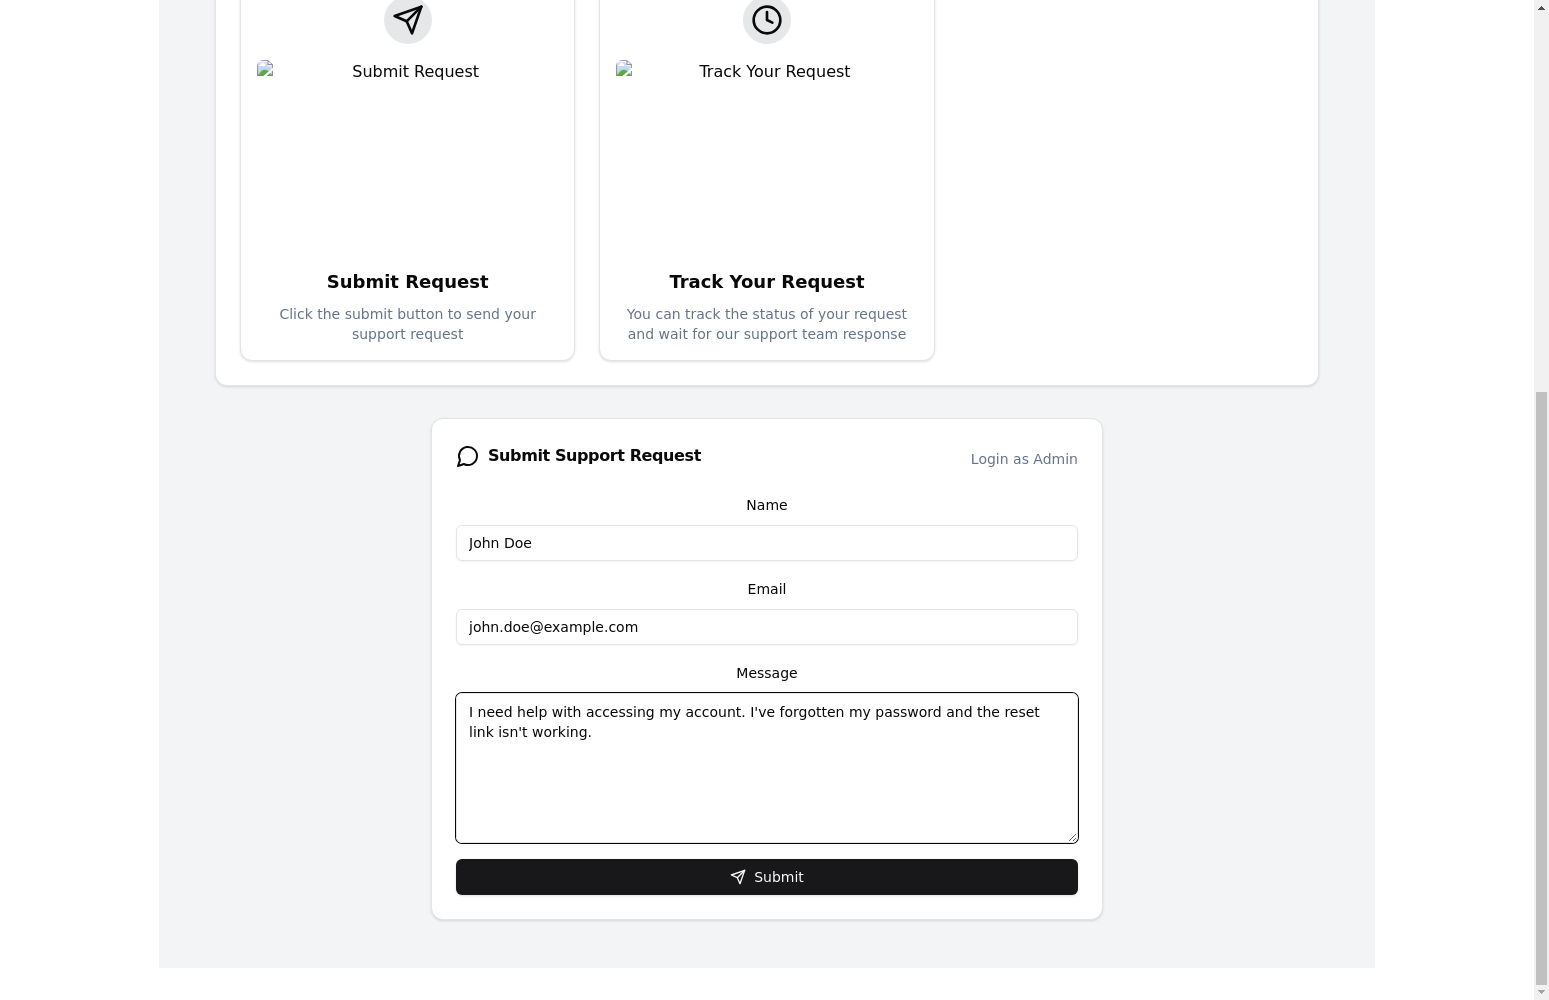 Submit Request
Track Your Request
Submit Request
Click the submit button to send your
support request
Track Your Request
You can track the status of your request
and wait for our support team response
Submit Support Request
Login as Admin
Name
John Doe
Email
john.doe@example.com
Message
I need help with accessing my account. I've forgotten my password and the reset
link isn't working.
Submit